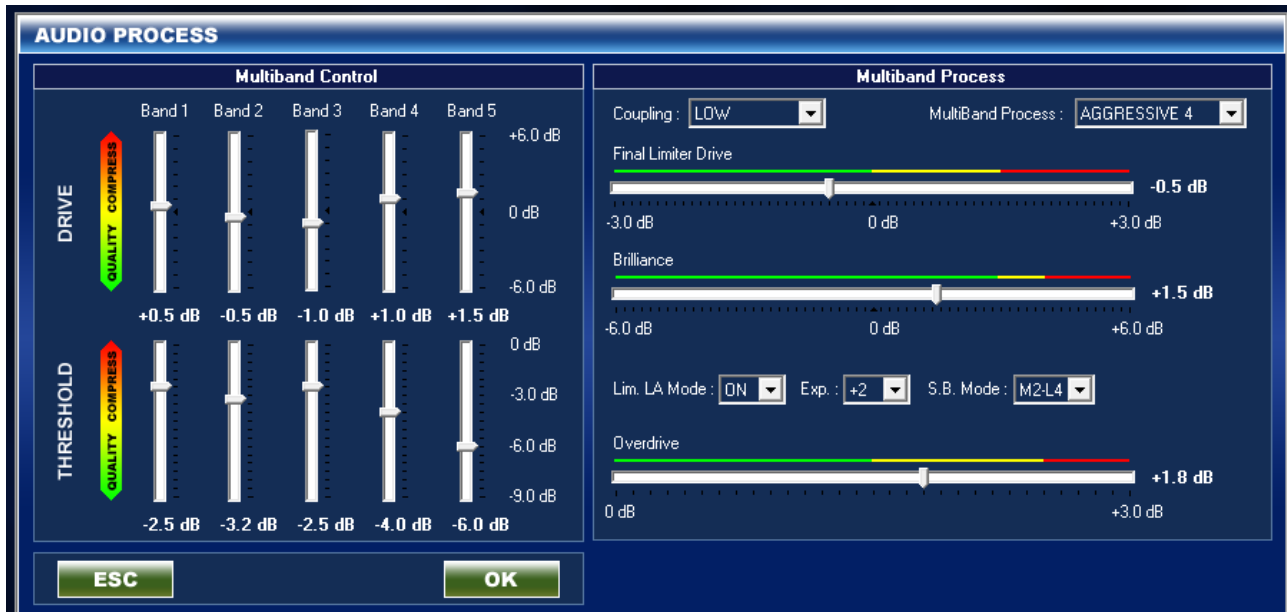 AUDIO PROCESS
Multiband Control
Band 1 Band 2 Band 3 Band 4 Band 5
DRIVE
QUALITY COMPRESS
+6.0 dB
0 dB
-6.0 dB
+0.5 dB -0.5 dB -1.0 dB +1.0 dB +1.5 dB
THRESHOLD
QUALITY COMPRESS
0 dB
-3.0 dB
-6.0 dB
-9.0 dB
-2.5 dB -3.2 dB -2.5 dB -4.0 dB -6.0 dB
ESC OK
Multiband Process
Coupling : LOW MultiBand Process : AGGRESSIVE 4
Final Limiter Drive
-0.5 dB
-3.0 dB 0 dB +3.0 dB
Brilliance
+1.5 dB
-6.0 dB 0 dB +6.0 dB
Lim. LA Mode : ON Exp. : +2 S.B. Mode : M2-L4
Overdrive
+1.8 dB
0 dB +3.0 dB